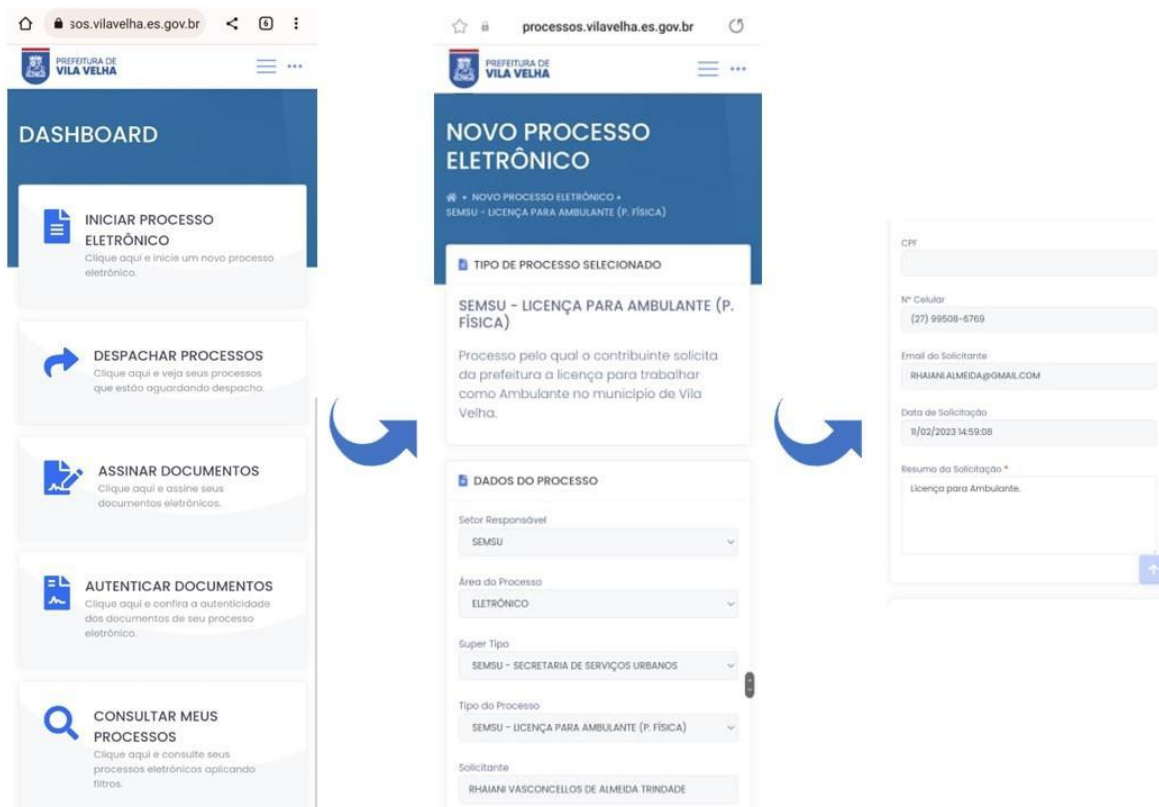 sos.vilavelha.es.gov.br
6
PREFEITURA DE
VILA VELHA
DASHBOARD
INICIAR PROCESSO
ELETRÔNICO
Clique aqui e inicie um novo processo
eletrônico.
DESPACHAR PROCESSOS
Clique aqui e veja seus processos
que estão aguardando despacho.
ASSINAR DOCUMENTOS
Clique aqui e assine seus
documentos eletrônicos.
AUTENTICAR DOCUMENTOS
Clique aqui e confira a autenticidade
dos documentos de seu processo
eletrônico.
CONSULTAR MEUS
PROCESSOS
Clique aqui e consulte seus
processos eletrônicos aplicando
filtros.
processos.vilavelha.es.gov.br
PREFEITURA DE
VILA VELHA
NOVO PROCESSO
ELETRÔNICO
• NOVO PROCESSO ELETRÔNICO •
SEMSU - LICENÇA PARA AMBULANTE (P. FÍSICA)
TIPO DE PROCESSO SELECIONADO
SEMSU - LICENÇA PARA AMBULANTE (P.
FÍSICA)
Processo pelo qual o contribuinte solicita
da prefeitura a licença para trabalhar
como Ambulante no município de Vila
Velha.
DADOS DO PROCESSO
Setor Responsável
SEMSU
Área do Processo
ELETRÔNICO
Super Tipo
SEMSU - SECRETARIA DE SERVIÇOS URBANOS
Tipo do Processo
SEMSU - LICENÇA PARA AMBULANTE (P. FÍSICA)
Solicitante
RHAIANI VASCONCELLOS DE ALMEIDA TRINDADE
CPF
Nº Celular
(27) 99508-6769
Email do Solicitante
RHAIANI.ALMEIDA@GMAIL.COM
Data de Solicitação
11/02/2023 14:59:08
Resumo da Solicitação *
Licença para Ambulante.